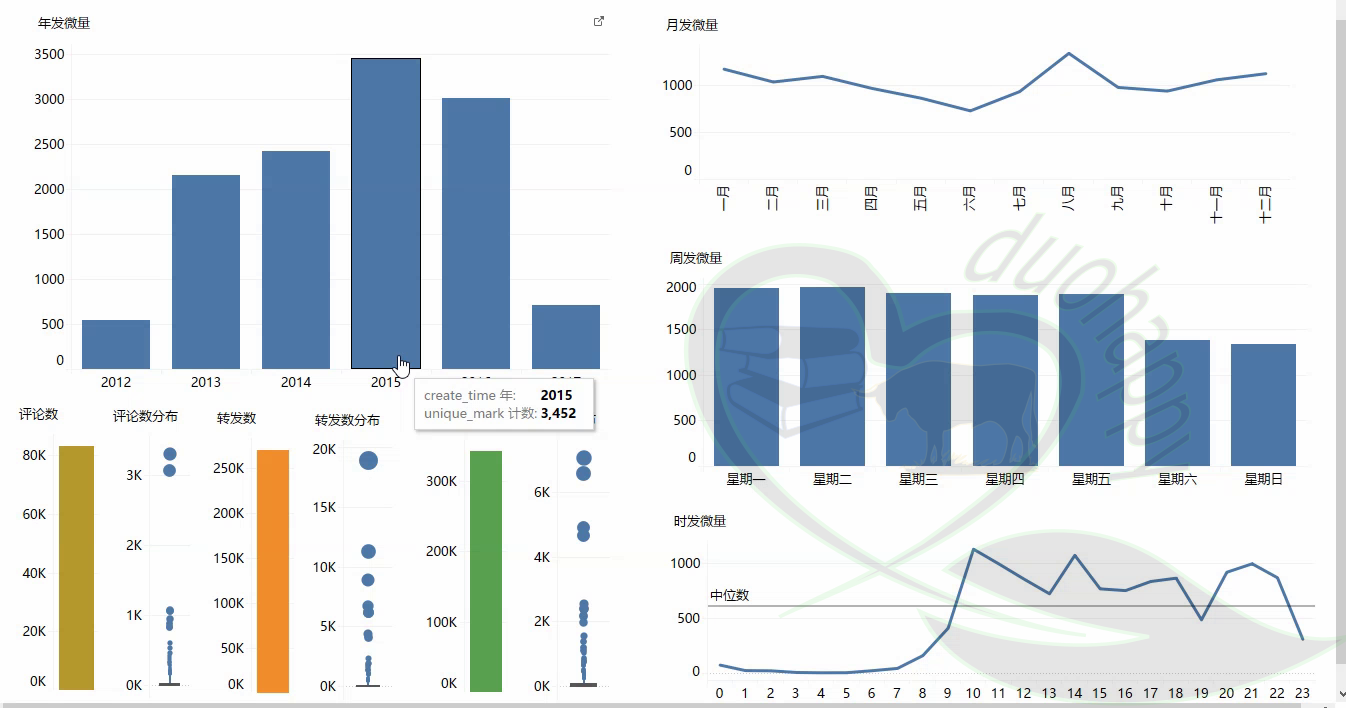 年发微量
3500
3000
2500
2000
1500
1000
500
0
2012 2013 2014 2015
create_time 年: 2015
unique_mark 计数: 3,452
评论数
80K
60K
40K
20K
0K
评论数分布
3K
2K
1K
0K
转发数
250K
200K
150K
100K
50K
0K
转发数分布
20K
15K
10K
5K
0K
300K
200K
100K
0K
6K
4K
2K
0K
月发微量
1000
500
0
一月 二月 三月 四月 五月 六月 七月 八月 九月 十月 十一月 十二月
周发微量
2000
1500
1000
500
0
星期一 星期二 星期三 星期四 星期五 星期六 星期日
时发微量
1000
中位数
500
0
0 1 2 3 4 5 6 7 8 9 10 11 12 13 14 15 16 17 18 19 20 21 22 23